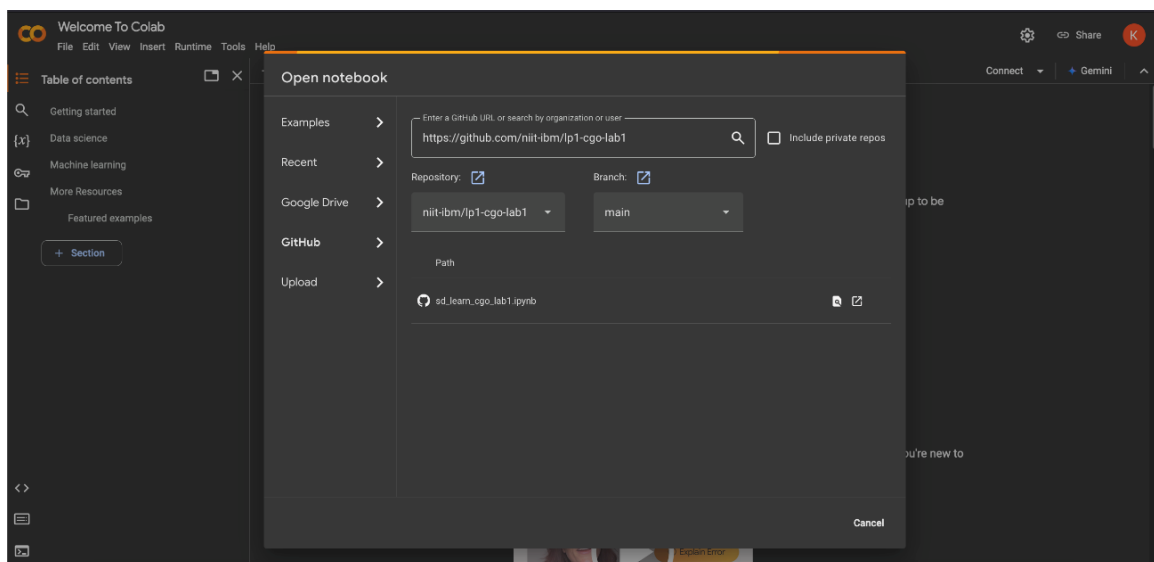 Welcome To Colab
File Edit View Insert Runtime Tools Help
Share
K
Table of contents
Connect
Gemini
Getting started
Data science
Machine learning
More Resources
Featured examples
+ Section
Open notebook
Examples
Recent
Google Drive
GitHub
Upload
Enter a GitHub URL or search by organization or user
https://github.com/niit-ibm/lp1-cgo-lab1
Include private repos
Repository:
Branch:
niit-ibm/lp1-cgo-lab1
main
Path
sd_learn_cgo_lab1.ipynb
Cancel
to be
you're new to
Explain Error